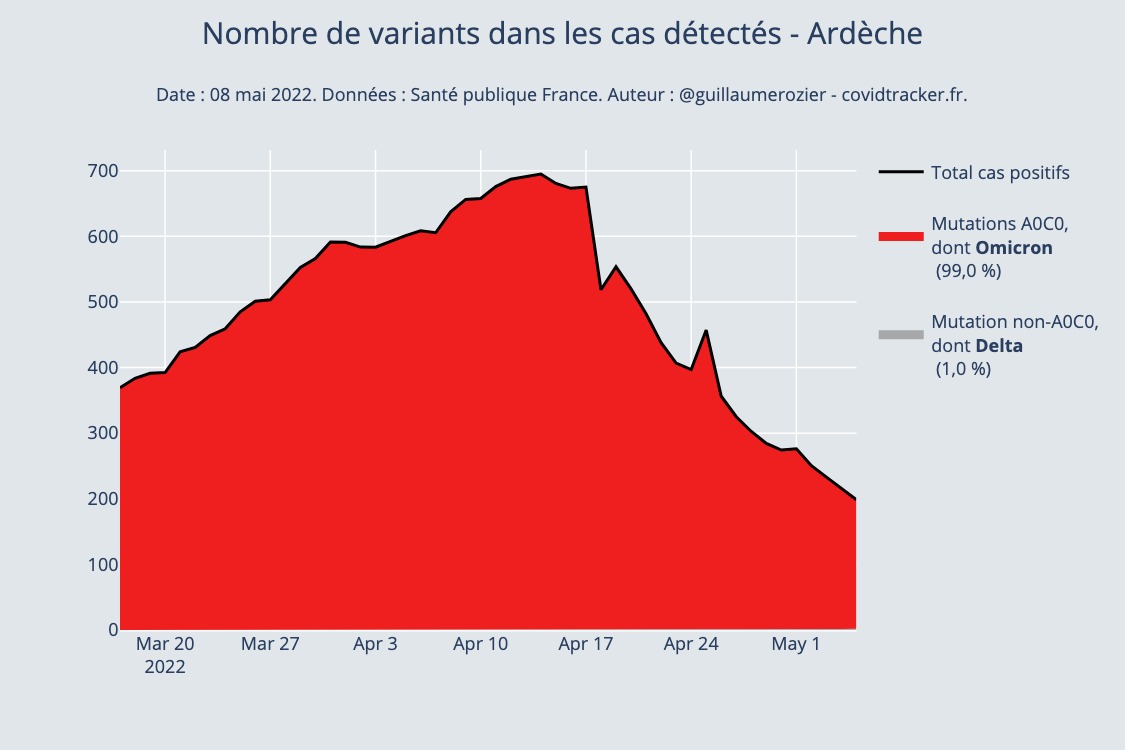 Nombre de variants dans les cas détectés - Ardèche
Date : 08 mai 2022. Données : Santé publique France. Auteur : @guillaumerozier - covidtracker.fr.
700
600
500
400
300
200
100
0
Mar 20
2022
Mar 27
Apr 3
Apr 10
Apr 17
Apr 24
May 1
Total cas positifs
Mutations A0C0,
dont Omicron
(99,0 %)
Mutation non-A0C0,
dont Delta
(1,0 %)